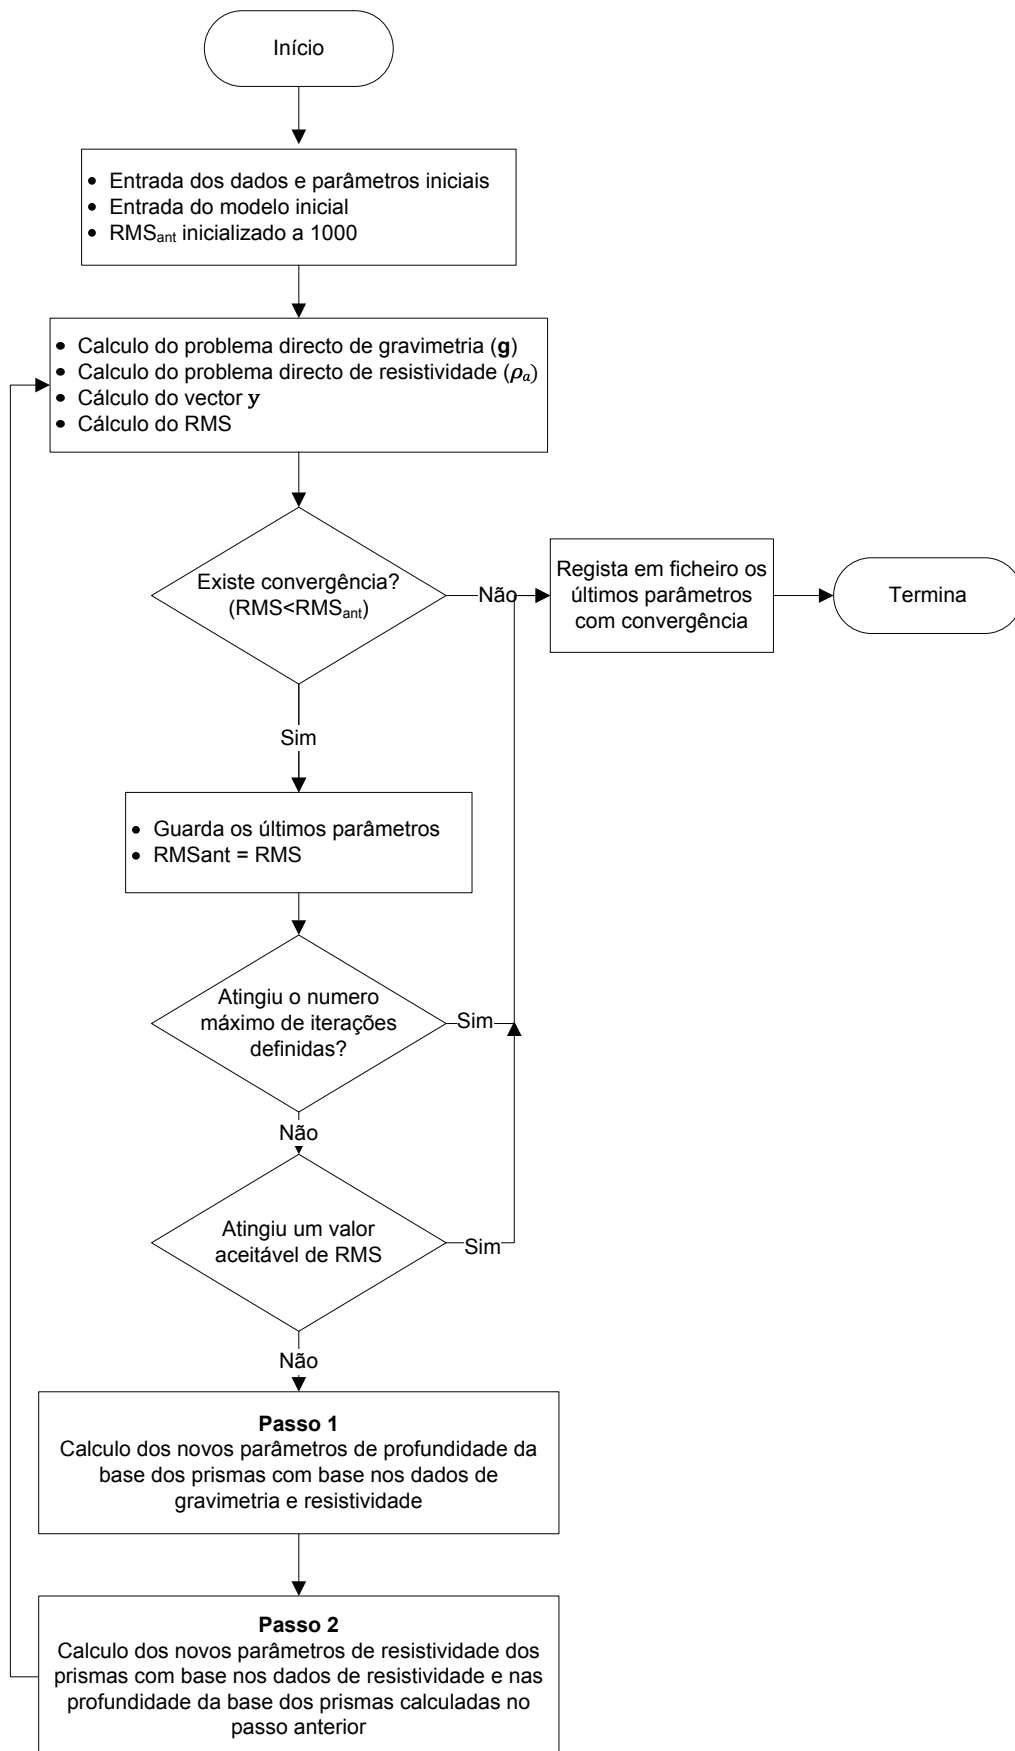 Início
• Entrada dos dados e parâmetros iniciais
• Entrada do modelo inicial
• RMSant inicializado a 1000
• Calculo do problema directo de gravimetria (g)
• Calculo do problema directo de resistividade (ρa)
• Cálculo do vector y
• Cálculo do RMS
Existe convergência?
(RMS<RMSant)
Não
Regista em ficheiro os
últimos parâmetros
com convergência
Termina
Sim
• Guarda os últimos parâmetros
• RMSant = RMS
Atingiu o numero
máximo de iterações
definidas?
Sim
Não
Atingiu um valor
aceitável de RMS
Sim
Não
Passo 1
Calculo dos novos parâmetros de profundidade da
base dos prismas com base nos dados de
gravimetria e resistividade
Passo 2
Calculo dos novos parâmetros de resistividade dos
prismas com base nos dados de resistividade e nas
profundidade da base dos prismas calculadas no
passo anterior